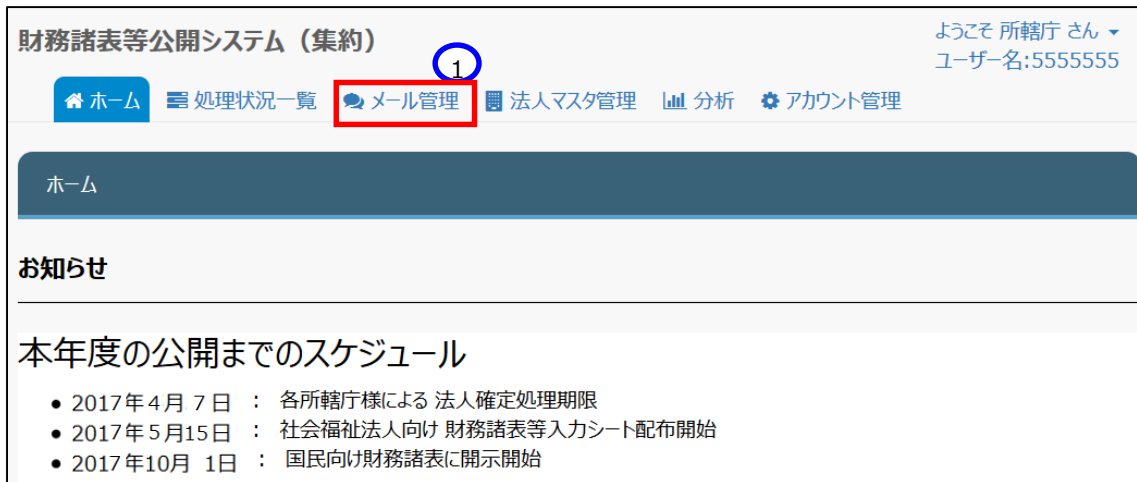 財務諸表等公開システム（集約）
ようこそ 所轄庁 さん
ユーザー名:5555555
1
ホーム 処理状況一覧 メール管理 法人マスタ管理 分析 アカウント管理
ホーム
お知らせ
本年度の公開までのスケジュール
● 2017年4月 7日 ： 各所轄庁様による 法人確定処理期限
● 2017年5月15日 ： 社会福祉法人向け 財務諸表等入力シート配布開始
● 2017年10月 1日 ： 国民向け財務諸表に開示開始